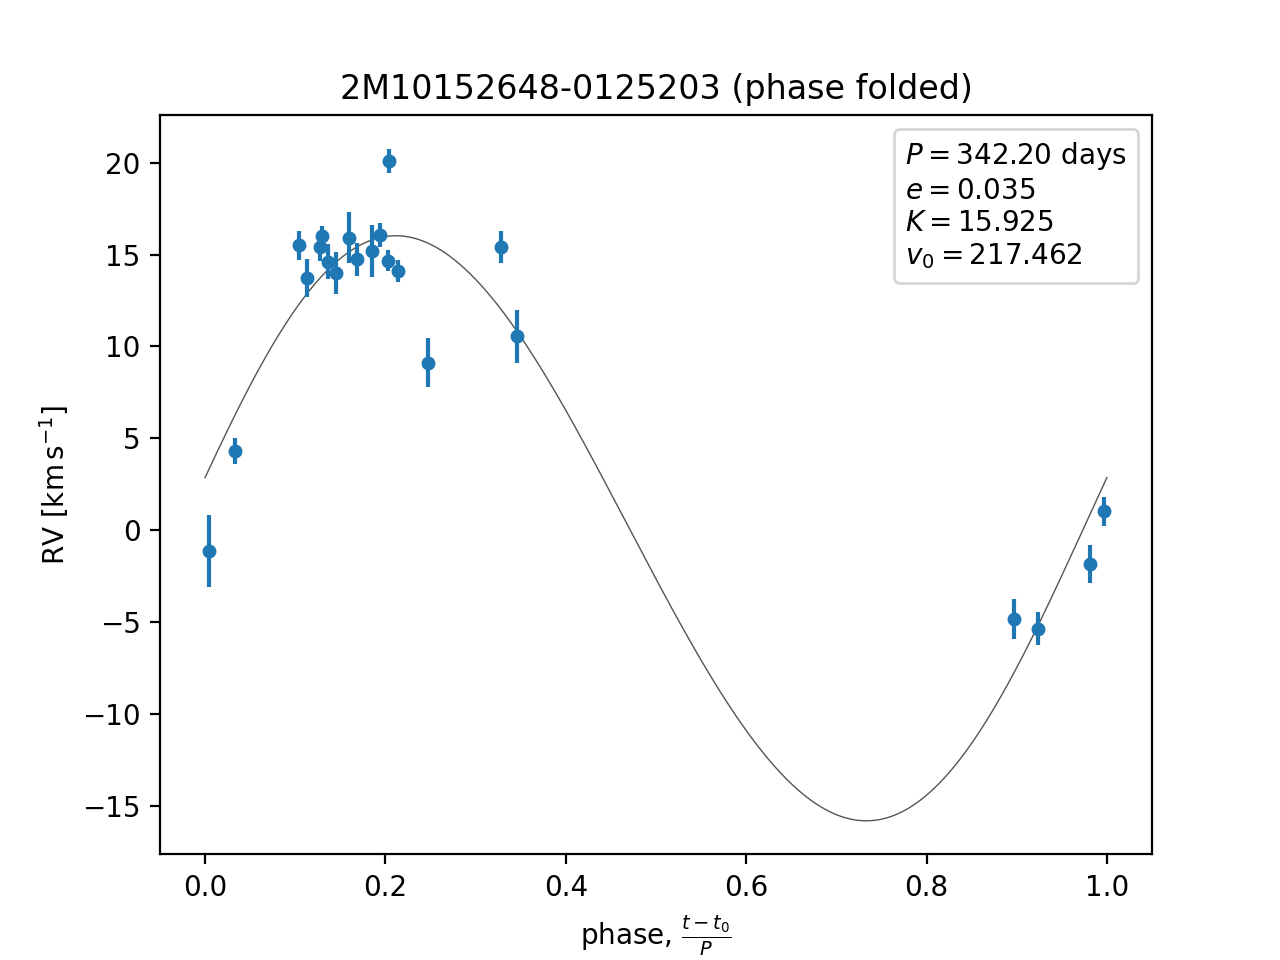 2M10152648-0125203 (phase folded)
P = 342.20 days
e = 0.035
K = 15.925
v₀ = 217.462
RV [km s⁻¹]
20
15
10
5
0
−5
−10
−15
0.0 0.2 0.4 0.6 0.8 1.0
phase, (t − t₀)/P